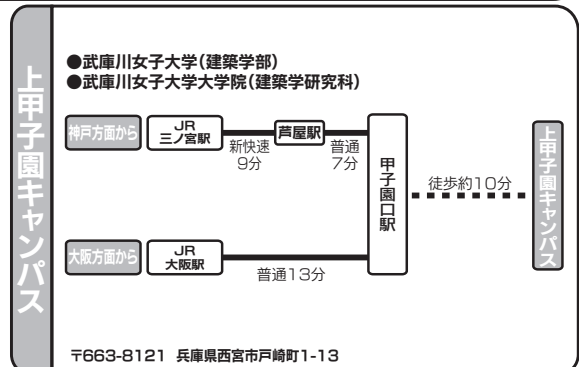 上甲子園キャンパス
●武庫川女子大学(建築学部)
●武庫川女子大学大学院(建築学研究科)
神戸方面から
JR
三ノ宮駅
新快速
9分
芦屋駅
普通
7分
甲子園口駅
徒歩約10分
上甲子園キャンパス
大阪方面から
JR
大阪駅
普通13分
〒663-8121 兵庫県西宮市戸崎町1-13